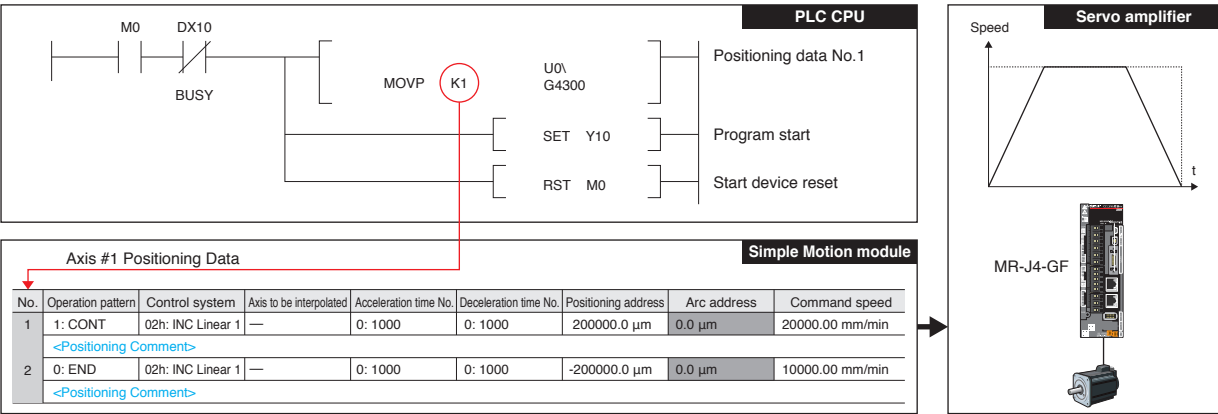 PLC CPU
M0 DX10
BUSY
MOVP K1 U0\
G4300
Positioning data No.1
SET Y10 Program start
RST M0 Start device reset
Simple Motion module
Axis #1 Positioning Data
No. Operation pattern Control system Axis to be interpolated Acceleration time No. Deceleration time No. Positioning address Arc address Command speed
1 1: CONT 02h: INC Linear 1 — 0: 1000 0: 1000 200000.0 µm 0.0 µm 20000.00 mm/min
<Positioning Comment>
2 0: END 02h: INC Linear 1 — 0: 1000 0: 1000 -200000.0 µm 0.0 µm 10000.00 mm/min
<Positioning Comment>
Servo amplifier
Speed
t
MR-J4-GF